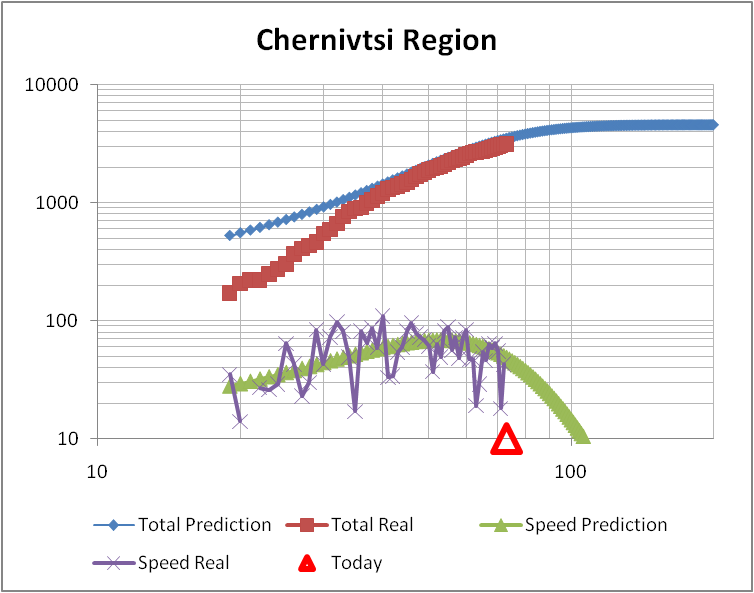 Chernivtsi Region
10000
1000
100
10
10 100
Total Prediction Total Real Speed Prediction
Speed Real Today